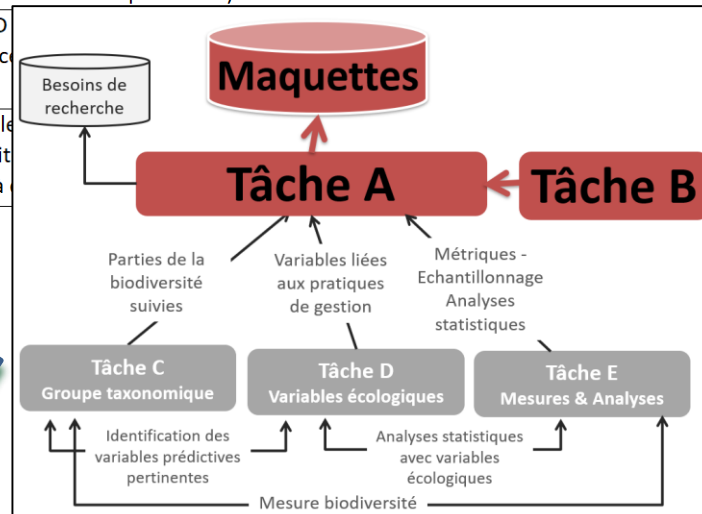 Maquettes
Besoins de
recherche
Tâche A
Tâche B
Parties de la
biodiversité
suivies
Variables liées
aux pratiques
de gestion
Métriques -
Echantillonnage
Analyses
statistiques
Tâche C
Groupe taxonomique
Tâche D
Variables écologiques
Tâche E
Mesures & Analyses
Identification des
variables prédictives
pertinentes
Analyses statistiques
avec variables
écologiques
Mesure biodiversité